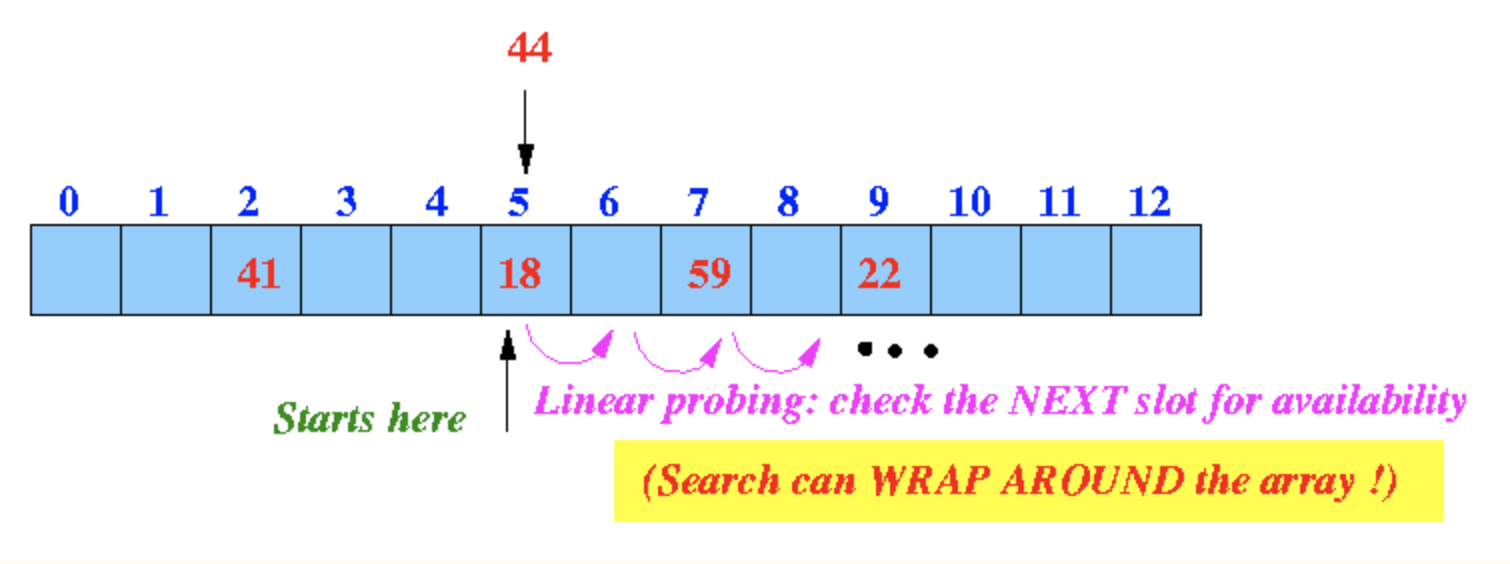 44
0 1 2 3 4 5 6 7 8 9 10 11 12
41 18 59 22
Starts here
Linear probing: check the NEXT slot for availability
(Search can WRAP AROUND the array !)